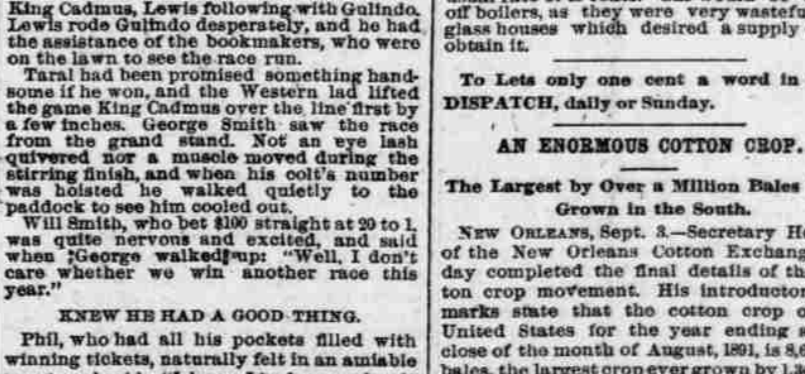 King Cadmus, Lewis following with Gulindo.
Lewis rode Gulindo desperately, and he had
the assistance of the bookmakers, who were
on the lawn to see the race run.
Taral had been promised something hand-
some if he won, and the Western lad lifted
the game King Cadmus over the line first by
a few inches. George Smith saw the race
from the grand stand. Not an eye lash
quivered nor a muscle moved during the
stirring finish, and when his colt's number
was hoisted he walked quietly to the
paddock to see him cooled out.
Will Smith, who bet $100 straight at 20 to 1,
was quite nervous and excited, and said
when George walked up: "Well, I don't
care whether we win another race this
year."
KNEW HE HAD A GOOD THING.
Phil, who had all his pockets filled with
winning tickets, naturally felt in an amiable
off boilers, as they were very wasteful
glass houses which desired a supply
obtain it.
To Lets only one cent a word in
DISPATCH, daily or Sunday.
AN ENORMOUS COTTON CROP.
The Largest by Over a Million Bales
Grown in the South.
NEW ORLEANS, Sept. 3.—Secretary He
of the New Orleans Cotton Exchang
day completed the final details of th
ton crop movement. His introductor
marks state that the cotton crop o
United States for the year ending
close of the month of August, 1891, is 8,6
bales, the largest crop ever grown by 1,3